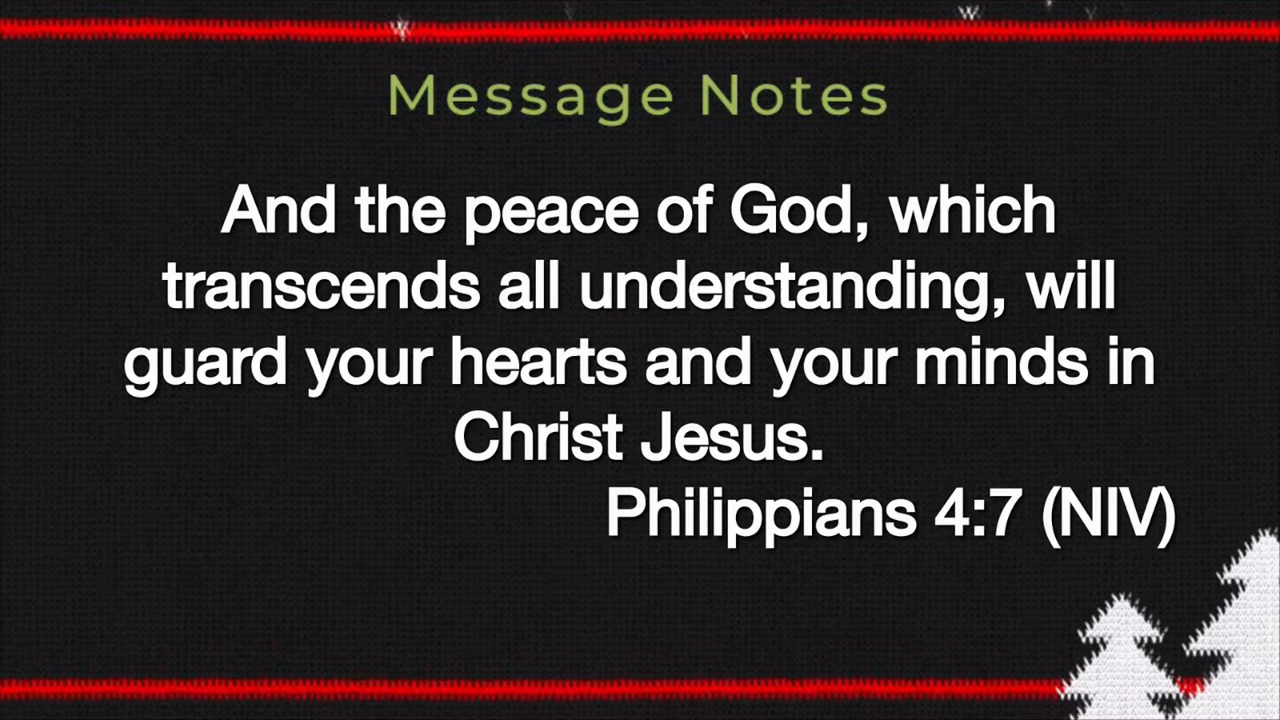 Message Notes
And the peace of God, which
transcends all understanding, will
guard your hearts and your minds in
Christ Jesus.
Philippians 4:7 (NIV)